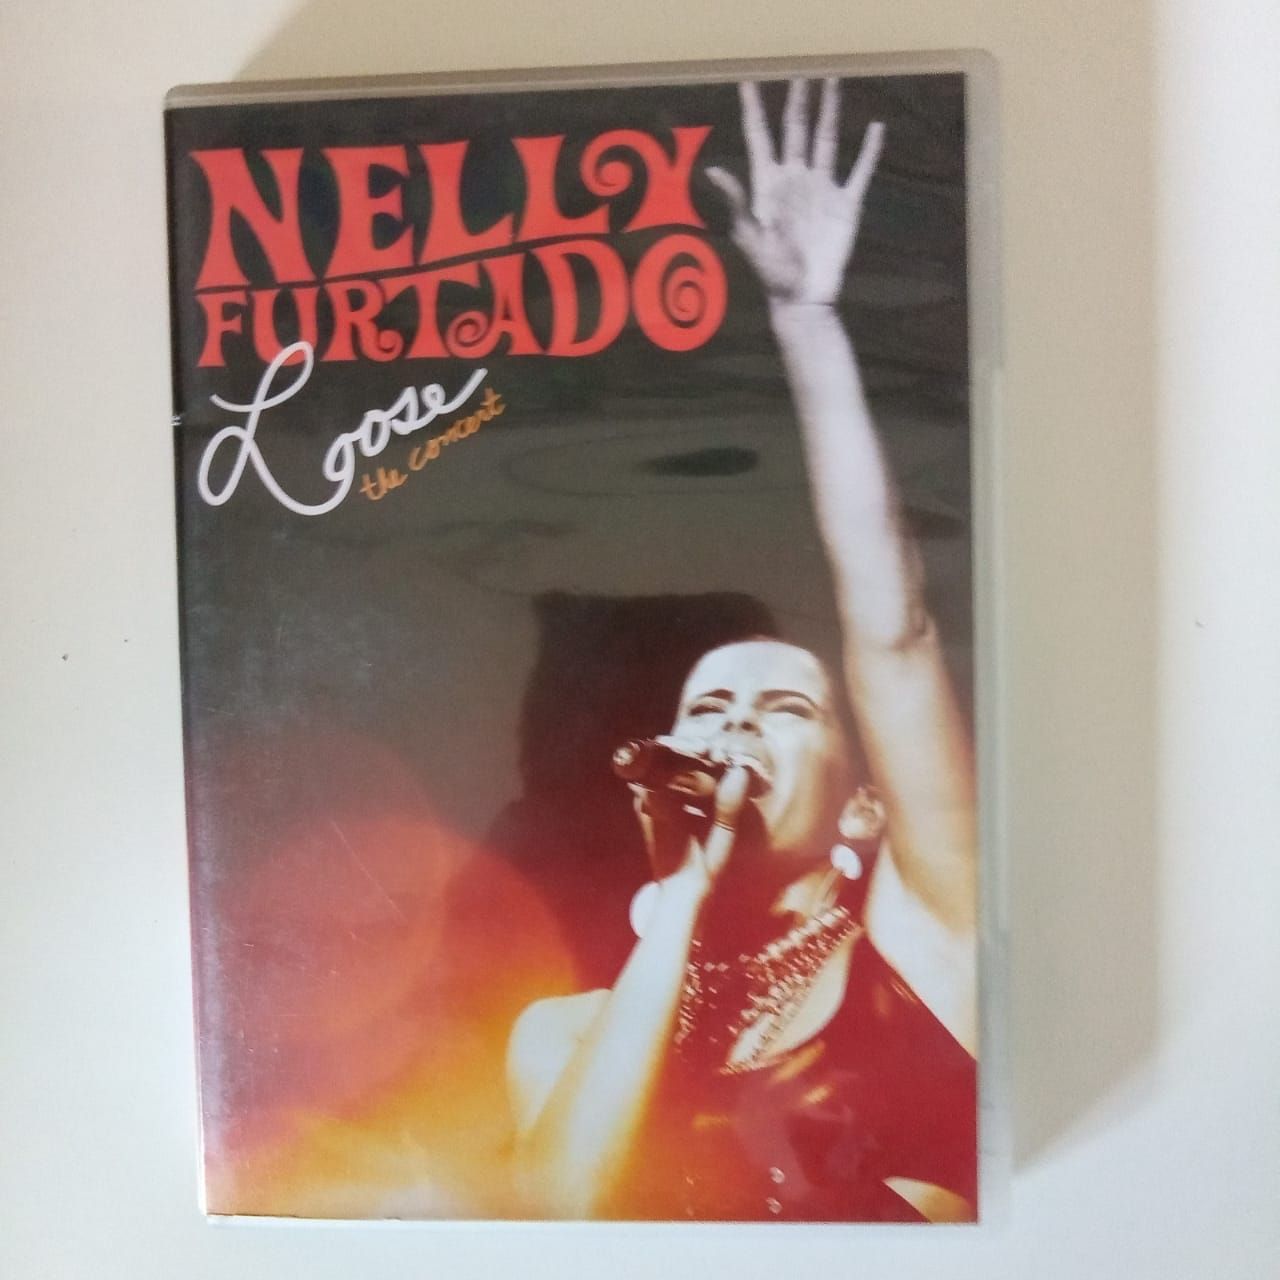 NELLY
FURTADO
Loose
the concert